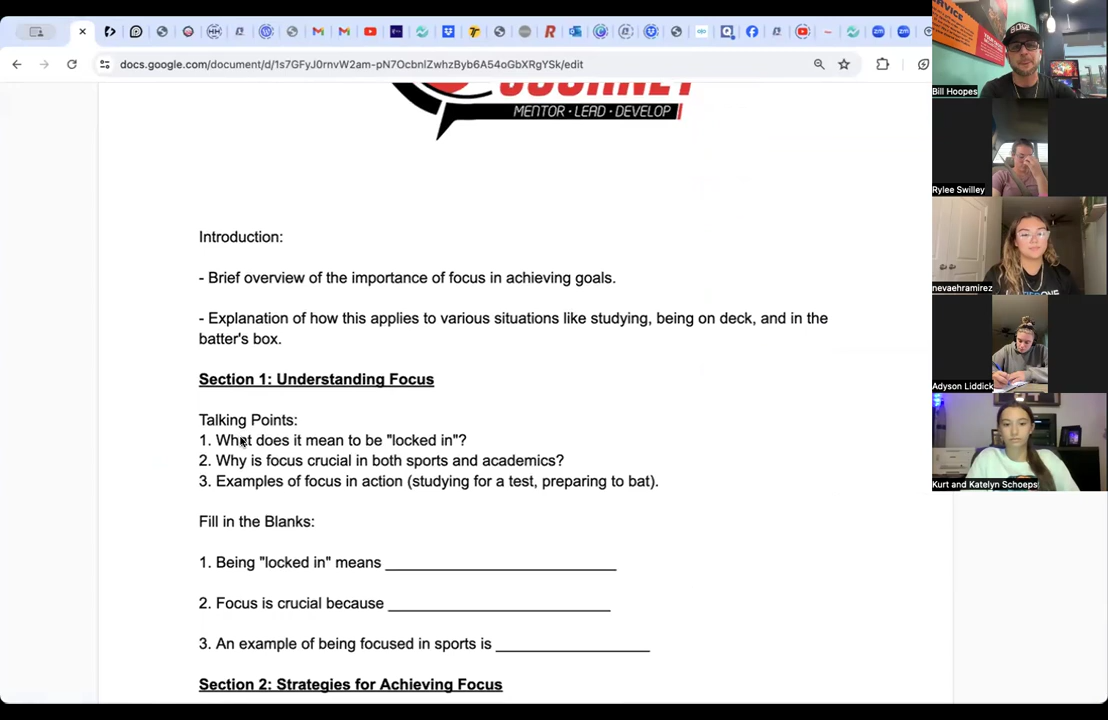 docs.google.com/document/d/1s7GFyJ0rnvW2am-pN7OcbnlZwhzByb6A54oGbXRgYSk/edit
JOURNEY
MENTOR · LEAD · DEVELOP
Introduction:
- Brief overview of the importance of focus in achieving goals.
- Explanation of how this applies to various situations like studying, being on deck, and in the
batter's box.
Section 1: Understanding Focus
Talking Points:
1. What does it mean to be "locked in"?
2. Why is focus crucial in both sports and academics?
3. Examples of focus in action (studying for a test, preparing to bat).
Fill in the Blanks:
1. Being "locked in" means ____________________________
2. Focus is crucial because ___________________________
3. An example of being focused in sports is ___________________
Section 2: Strategies for Achieving Focus
SERVICE
Bill Hoopes
Rylee Swilley
nevaehramirez
Adyson Liddick
Kurt and Katelyn Schoeps